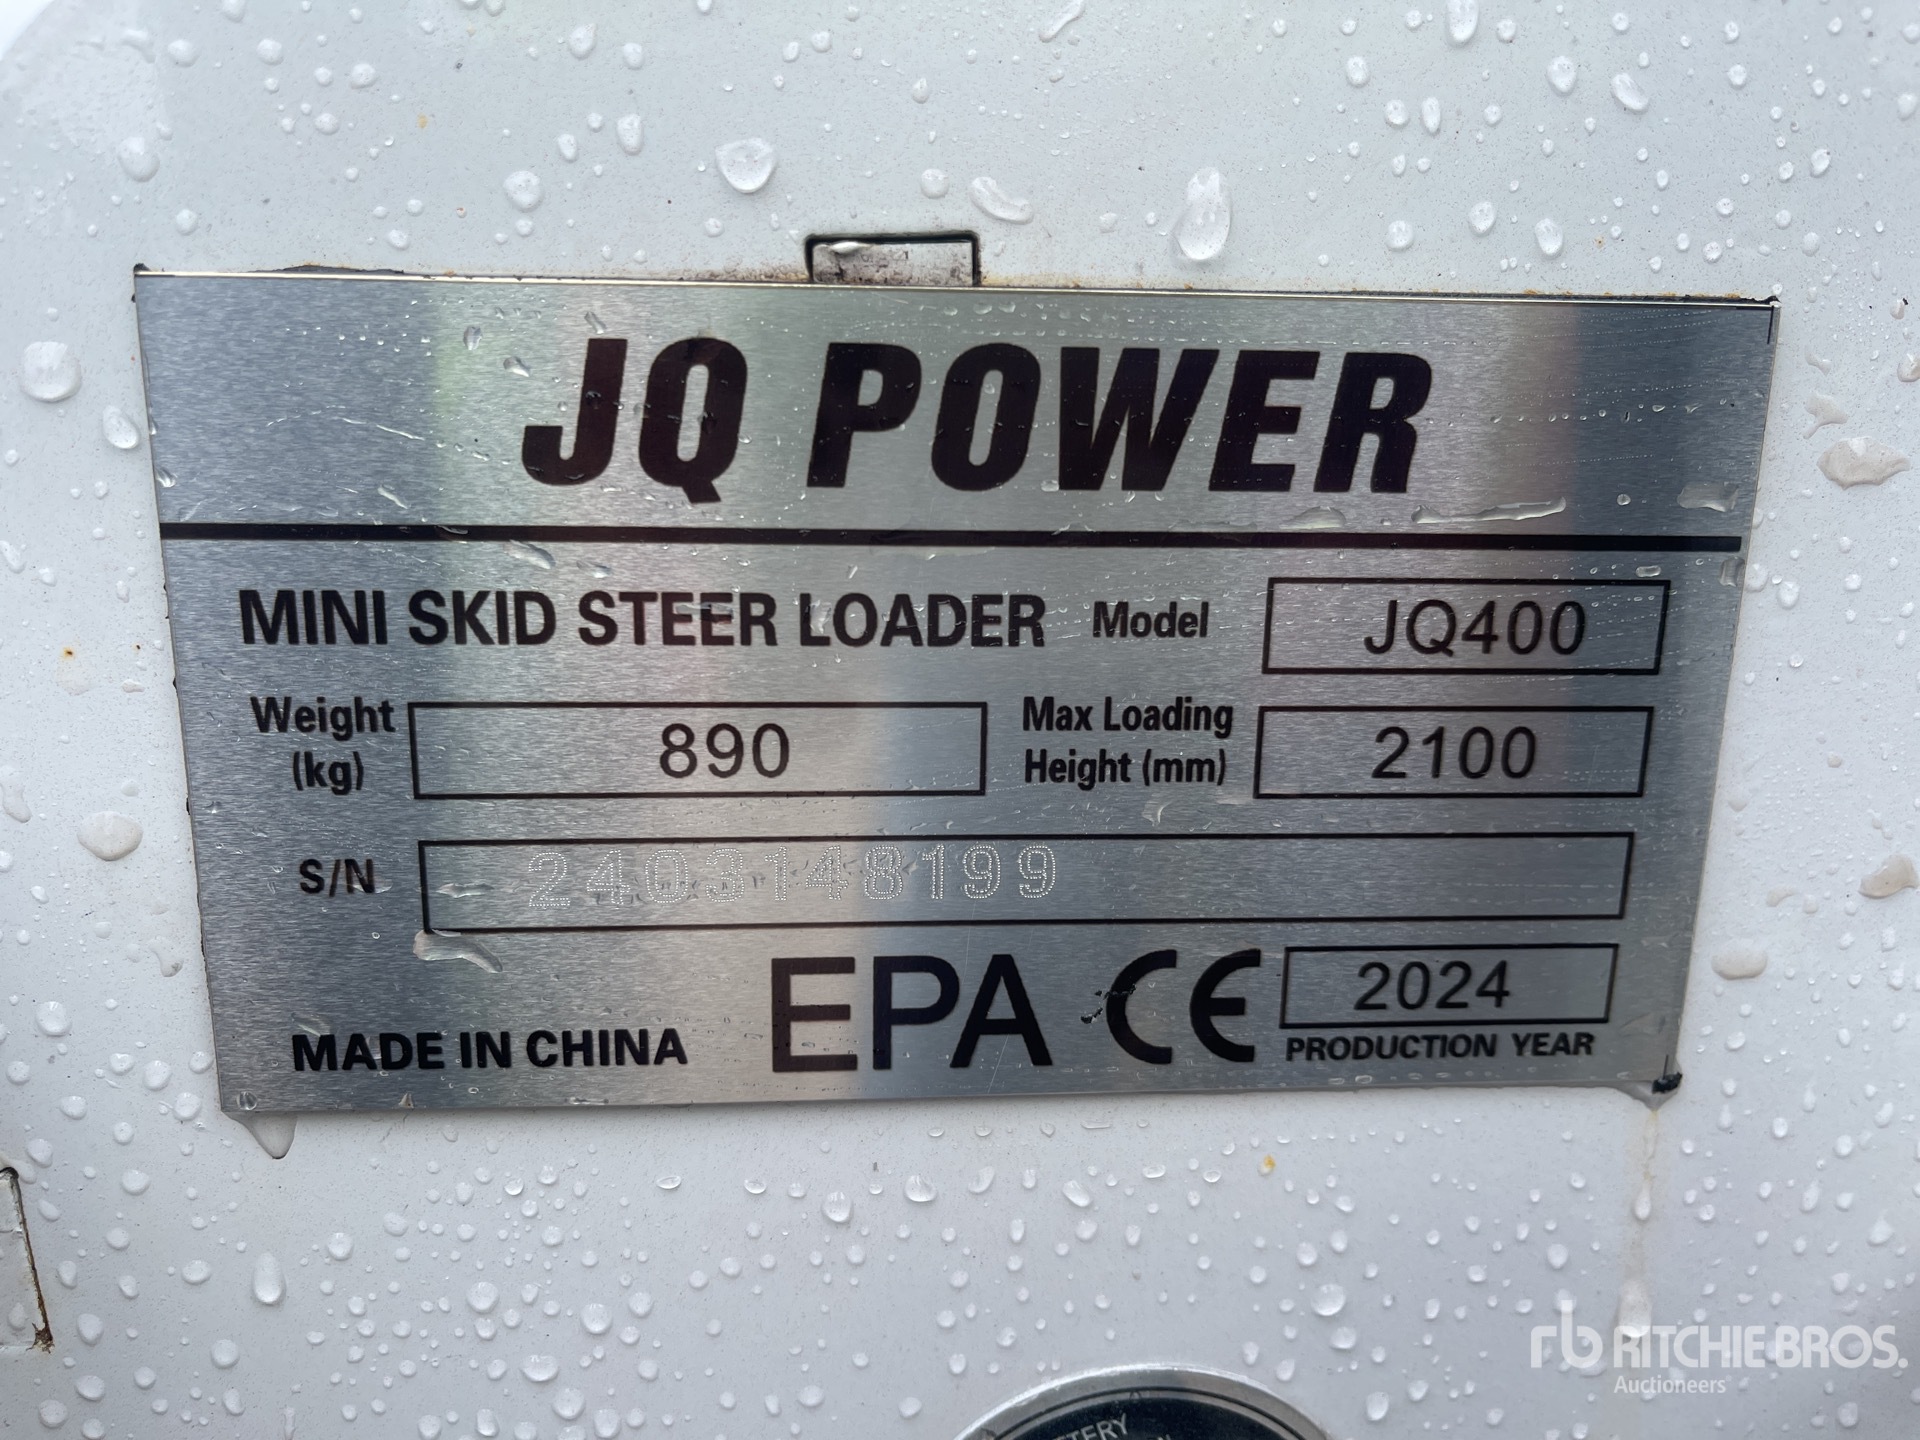 JQ POWER
MINI SKID STEER LOADER Model JQ400
Weight (kg) 890 Max Loading Height (mm) 2100
S/N 2403148199
MADE IN CHINA EPA CE 2024
PRODUCTION YEAR
rb RITCHIE BROS.
Auctioneers